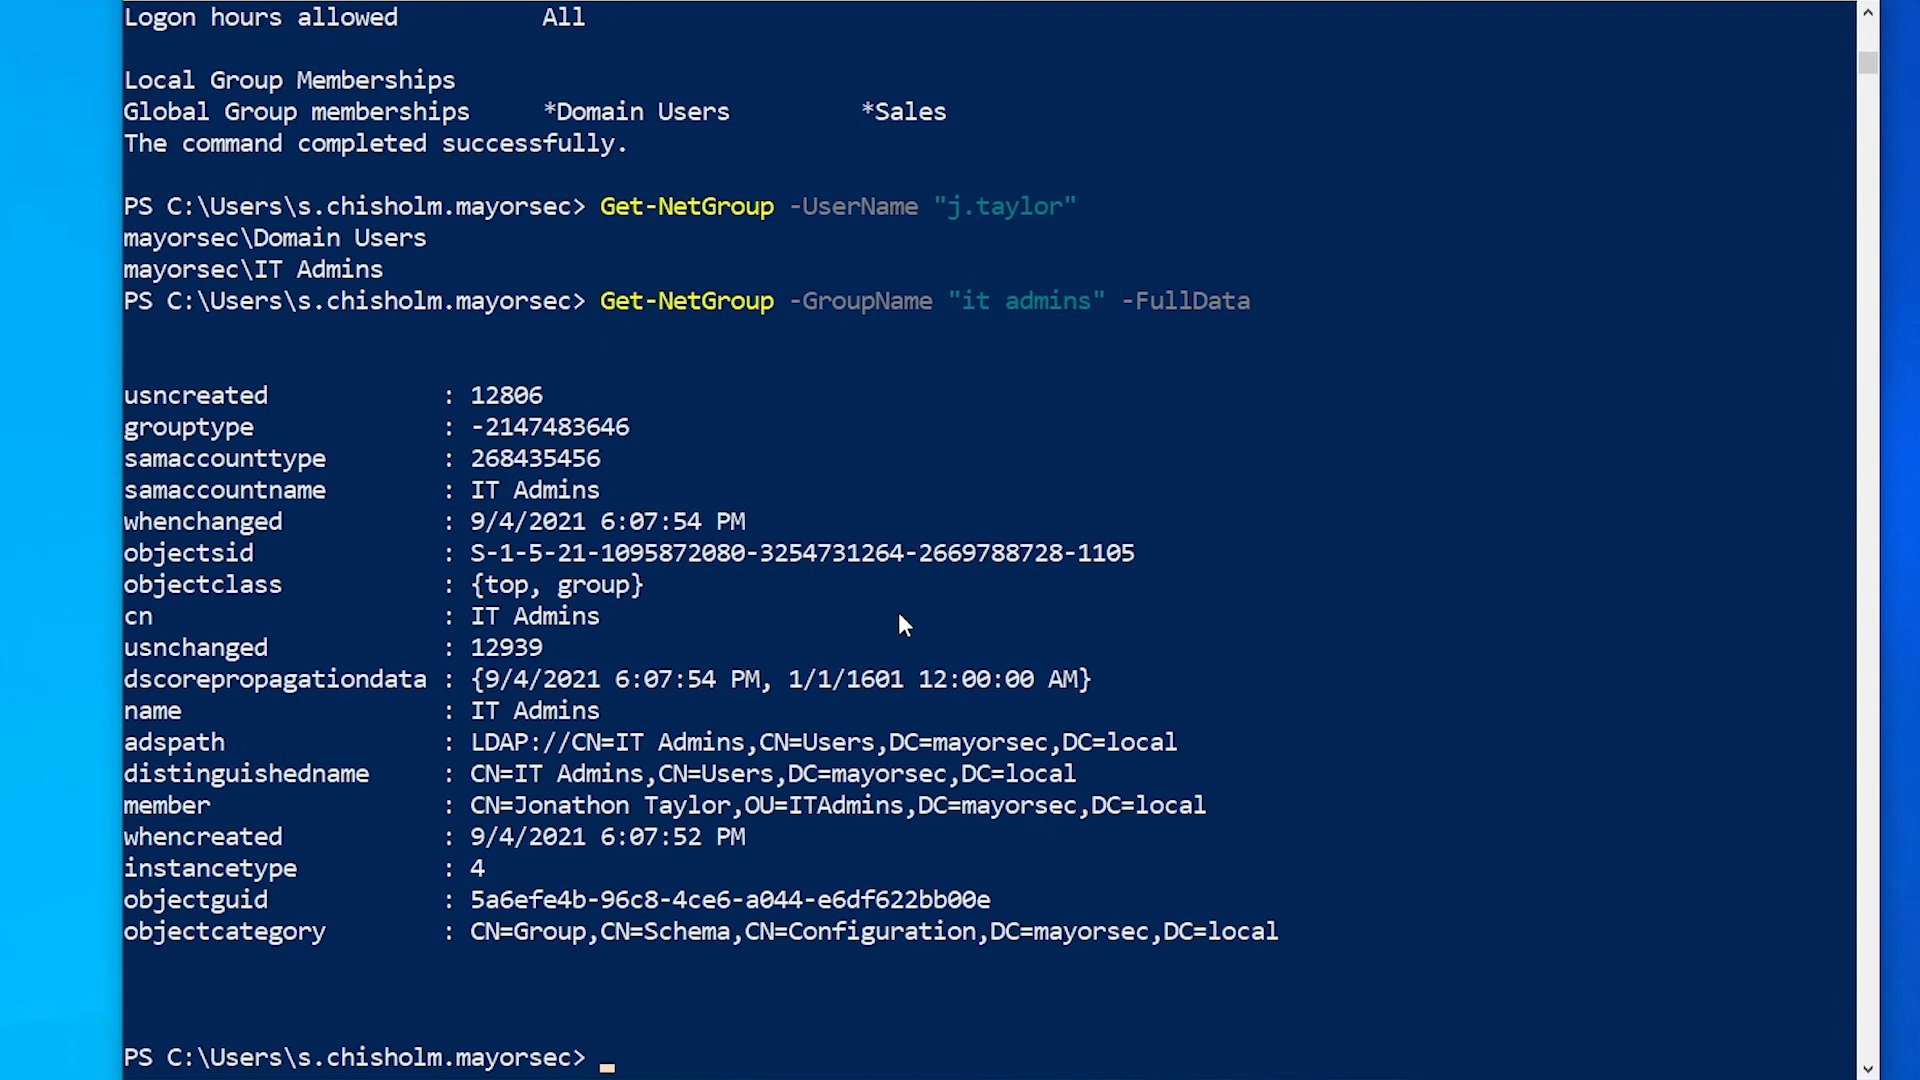 Logon hours allowed          All
Local Group Memberships
Global Group memberships     *Domain Users         *Sales
The command completed successfully.
PS C:\Users\s.chisholm.mayorsec> Get-NetGroup -UserName "j.taylor"
mayorsec\Domain Users
mayorsec\IT Admins
PS C:\Users\s.chisholm.mayorsec> Get-NetGroup -GroupName "it admins" -FullData
usncreated            : 12806
grouptype             : -2147483646
samaccounttype        : 268435456
samaccountname        : IT Admins
whenchanged           : 9/4/2021 6:07:54 PM
objectsid             : S-1-5-21-1095872080-3254731264-2669788728-1105
objectclass           : {top, group}
cn                    : IT Admins
usnchanged            : 12939
dscorepropagationdata : {9/4/2021 6:07:54 PM, 1/1/1601 12:00:00 AM}
name                  : IT Admins
adspath               : LDAP://CN=IT Admins,CN=Users,DC=mayorsec,DC=local
distinguishedname     : CN=IT Admins,CN=Users,DC=mayorsec,DC=local
member                : CN=Jonathon Taylor,OU=ITAdmins,DC=mayorsec,DC=local
whencreated           : 9/4/2021 6:07:52 PM
instancetype          : 4
objectguid            : 5a6efe4b-96c8-4ce6-a044-e6df622bb00e
objectcategory        : CN=Group,CN=Schema,CN=Configuration,DC=mayorsec,DC=local
PS C:\Users\s.chisholm.mayorsec>